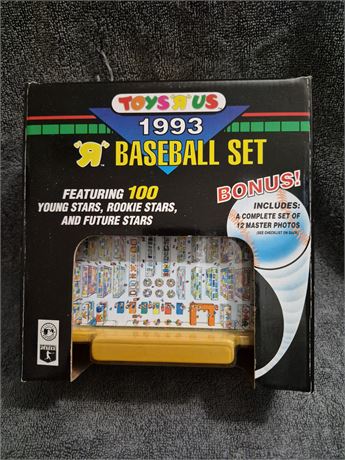 TOYS "R" US
1993
"R" BASEBALL SET
FEATURING 100
YOUNG STARS, ROOKIE STARS,
AND FUTURE STARS
BONUS!
INCLUDES:
A COMPLETE SET OF
12 MASTER PHOTOS
(SEE CHECKLIST ON BACK)